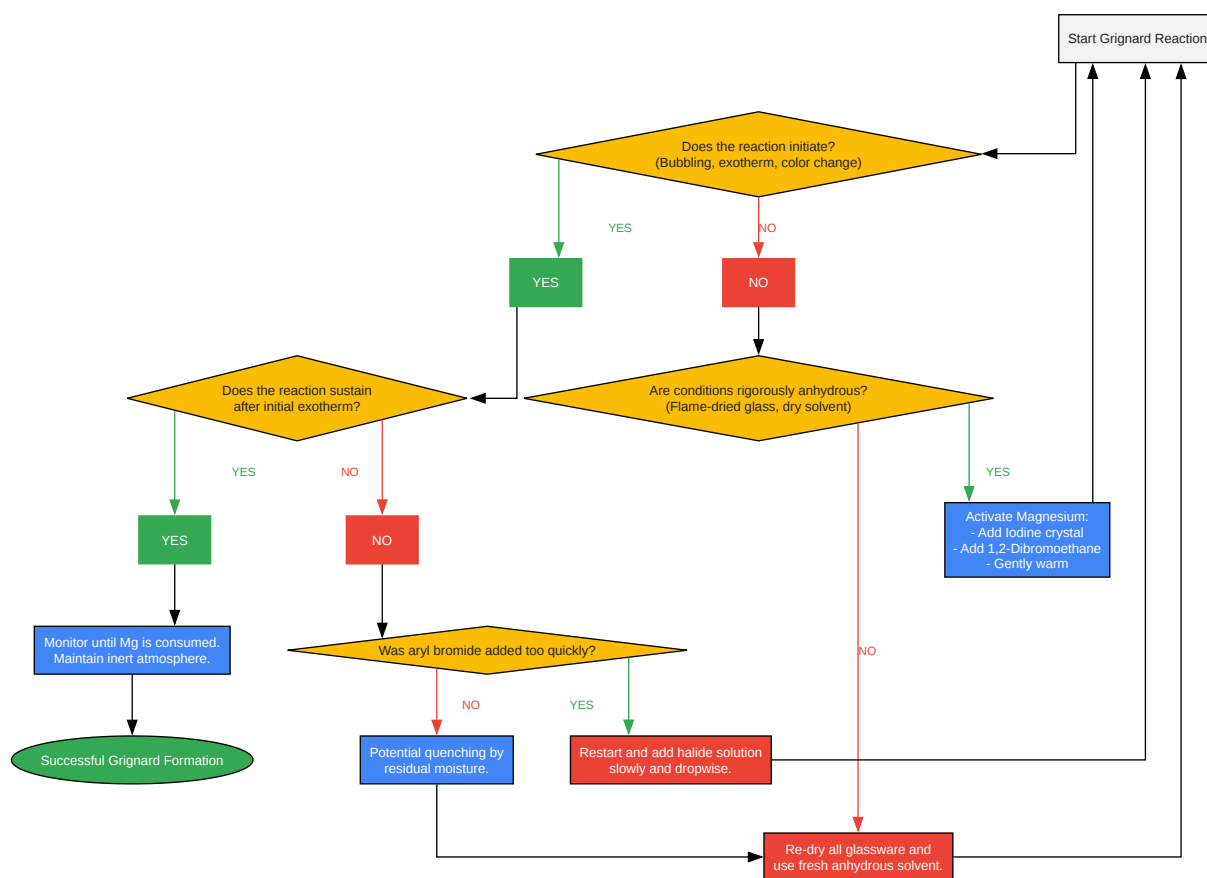 Start Grignard Reaction
Does the reaction initiate?
(Bubbling, exotherm, color change)
YES
NO
YES
NO
Does the reaction sustain
after initial exotherm?
Are conditions rigorously anhydrous?
(Flame-dried glass, dry solvent)
YES
NO
YES
YES
NO
Activate Magnesium:
- Add Iodine crystal
- Add 1,2-Dibromoethane
- Gently warm
Monitor until Mg is consumed.
Maintain inert atmosphere.
Was aryl bromide added too quickly?
NO
NO
YES
Successful Grignard Formation
Potential quenching by
residual moisture.
Restart and add halide solution
slowly and dropwise.
Re-dry all glassware and
use fresh anhydrous solvent.